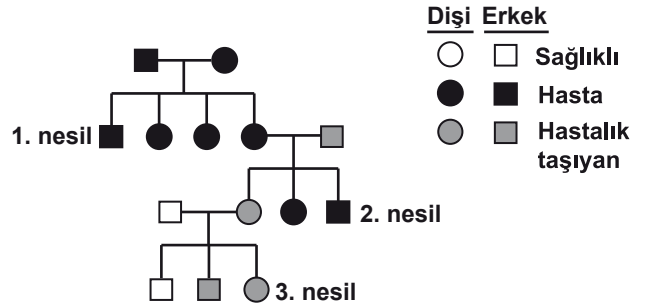 Dişi Erkek
Sağlıklı
Hasta
Hastalık
taşıyan
1. nesil
2. nesil
3. nesil